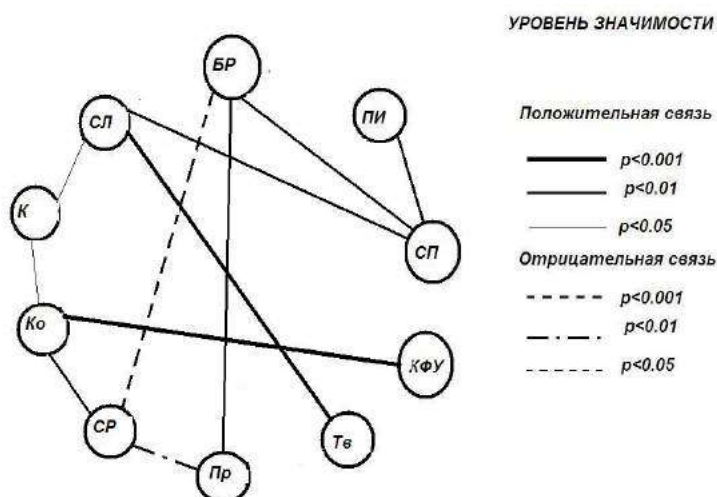 УРОВЕНЬ ЗНАЧИМОСТИ
БР
ПИ
СЛ
К
СП
Ко
КФУ
СР
Тв
Пр
Положительная связь
p<0.001
p<0.01
p<0.05
Отрицательная связь
p<0.001
p<0.01
p<0.05